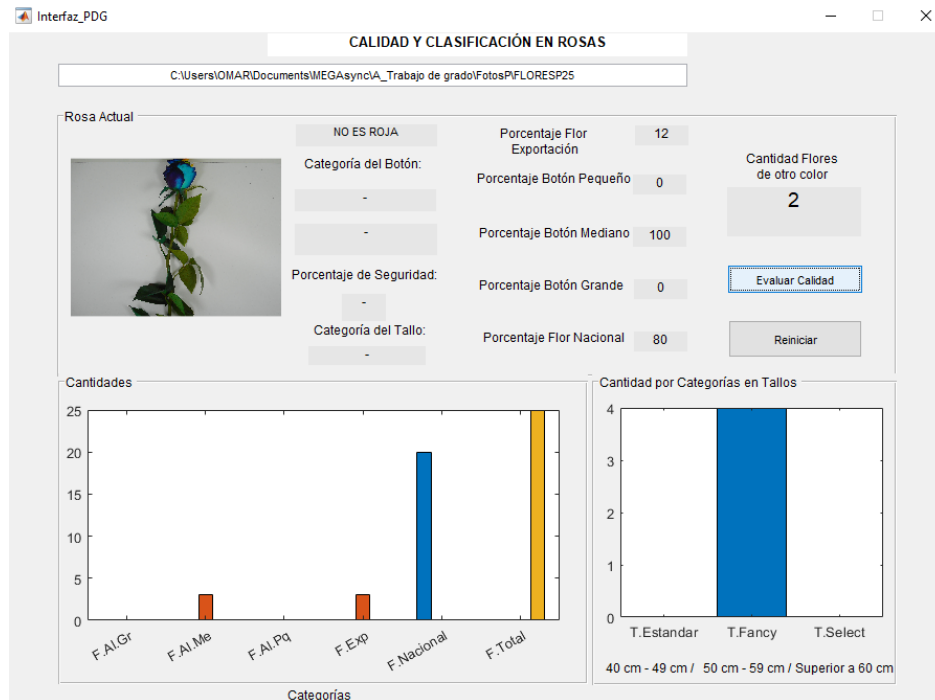 Interfaz_PDG
CALIDAD Y CLASIFICACIÓN EN ROSAS
C:\Users\OMAR\Documents\MEGAsync\A_Trabajo de grado\FotosP\FLORESP25
Rosa Actual
NO ES ROJA
Categoría del Botón:
-
-
Porcentaje de Seguridad:
-
Categoría del Tallo:
-
Porcentaje Flor
Exportación
12
Porcentaje Botón Pequeño
0
Porcentaje Botón Mediano
100
Porcentaje Botón Grande
0
Porcentaje Flor Nacional
80
Cantidad Flores
de otro color
2
Evaluar Calidad
Reiniciar
Cantidades
25
20
15
10
5
0
F.Al.Gr
F.Al.Me
F.Al.Pq
F.Exp
F.Nacional
F.Total
Categorías
Cantidad por Categorías en Tallos
4
3
2
1
0
T.Estandar
T.Fancy
T.Select
40 cm - 49 cm / 50 cm - 59 cm / Superior a 60 cm